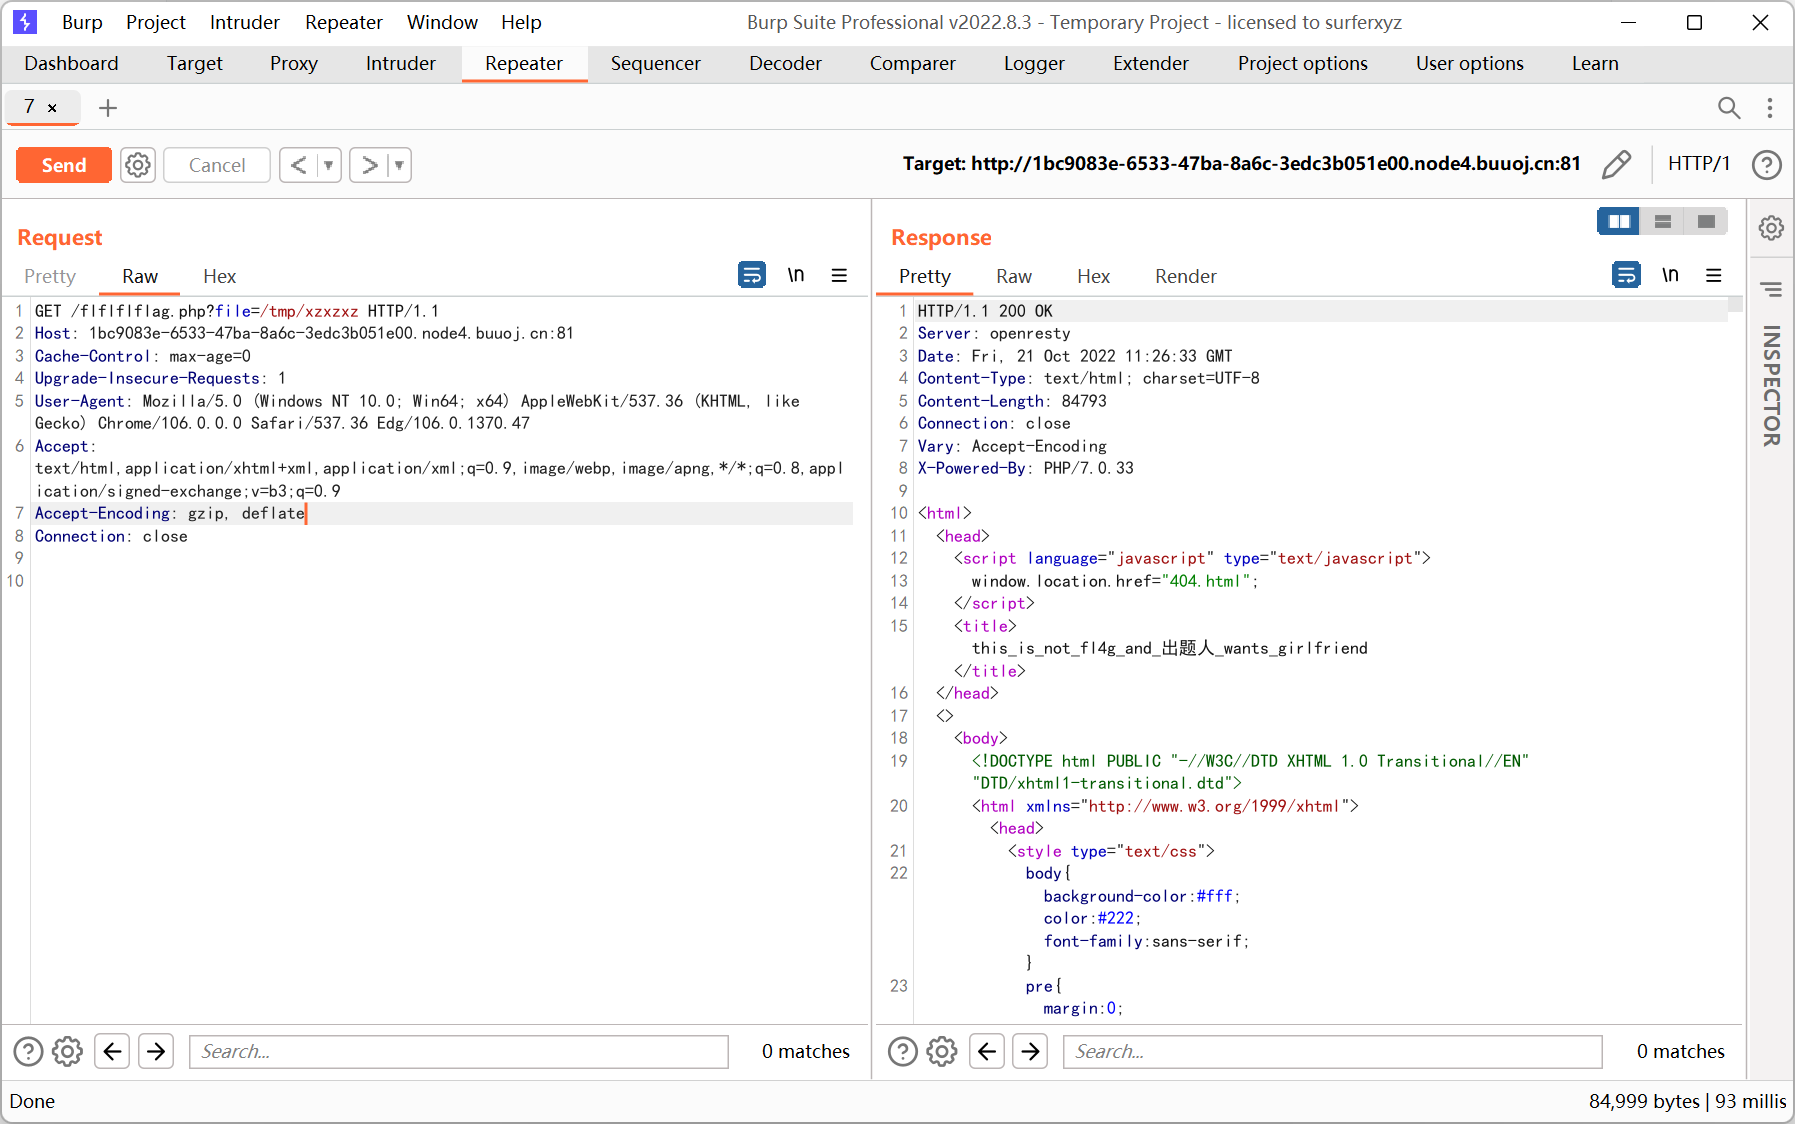 Burp Project Intruder Repeater Window Help Burp Suite Professional v2022.8.3 - Temporary Project - licensed to surferxyz
Dashboard Target Proxy Intruder Repeater Sequencer Decoder Comparer Logger Extender Project options User options Learn
7 ×
Send Cancel < > Target: http://1bc9083e-6533-47ba-8a6c-3edc3b051e00.node4.buuoj.cn:81 HTTP/1 ?
Request
Pretty Raw Hex \n
1 GET /flflflflag.php?file=/tmp/xzxzxz HTTP/1.1
2 Host: 1bc9083e-6533-47ba-8a6c-3edc3b051e00.node4.buuoj.cn:81
3 Cache-Control: max-age=0
4 Upgrade-Insecure-Requests: 1
5 User-Agent: Mozilla/5.0 (Windows NT 10.0; Win64; x64) AppleWebKit/537.36 (KHTML, like
Gecko) Chrome/106.0.0.0 Safari/537.36 Edg/106.0.1370.47
6 Accept:
text/html,application/xhtml+xml,application/xml;q=0.9,image/webp,image/apng,*/*;q=0.8,appl
ication/signed-exchange;v=b3;q=0.9
7 Accept-Encoding: gzip, deflate
8 Connection: close
9
10
Search... 0 matches
Response
Pretty Raw Hex Render \n
1 HTTP/1.1 200 OK
2 Server: openresty
3 Date: Fri, 21 Oct 2022 11:26:33 GMT
4 Content-Type: text/html; charset=UTF-8
5 Content-Length: 84793
6 Connection: close
7 Vary: Accept-Encoding
8 X-Powered-By: PHP/7.0.33
9
10 <html>
11 <head>
12 <script language="javascript" type="text/javascript">
13 window.location.href="404.html";
14 </script>
15 <title>
this_is_not_fl4g_and_出题人_wants_girlfriend
</title>
16 </head>
17 <>
18 <body>
19 <!DOCTYPE html PUBLIC "-//W3C//DTD XHTML 1.0 Transitional//EN"
"DTD/xhtml1-transitional.dtd">
20 <html xmlns="http://www.w3.org/1999/xhtml">
<head>
21 <style type="text/css">
22 body{
background-color:#fff;
color:#222;
font-family:sans-serif;
}
23 pre{
margin:0;
Search... 0 matches
INSPECTOR
Done 84,999 bytes | 93 millis